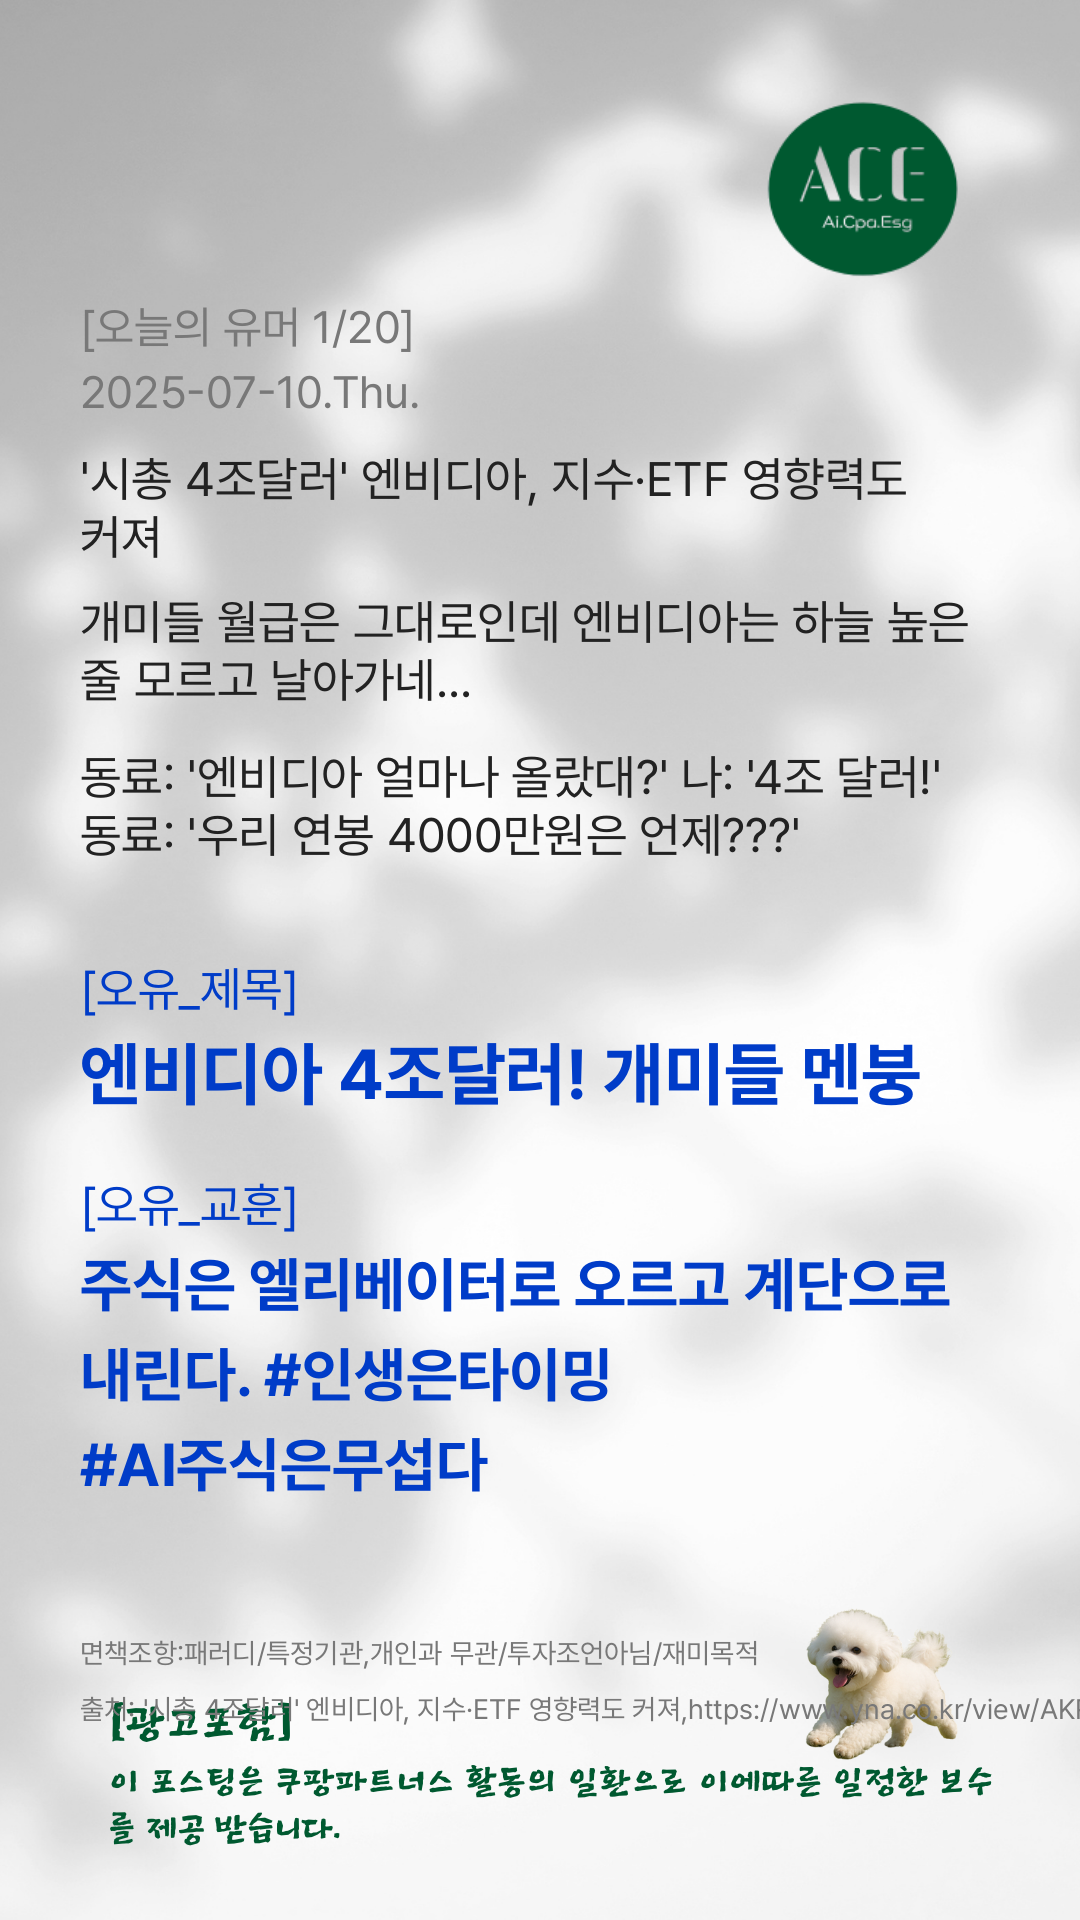 ACE
Ai.Cpa.Esg
[오늘의 유머 1/20]
2025-07-10.Thu.
'시총 4조달러' 엔비디아, 지수·ETF 영향력도
커져
개미들 월급은 그대로인데 엔비디아는 하늘 높은
줄 모르고 날아가네...
동료: '엔비디아 얼마나 올랐대?' 나: '4조 달러!'
동료: '우리 연봉 4000만원은 언제???'
[오유_제목]
엔비디아 4조달러! 개미들 멘붕
[오유_교훈]
주식은 엘리베이터로 오르고 계단으로
내린다. #인생은타이밍
#AI주식은무섭다
면책조항:패러디/특정기관,개인과 무관/투자조언아님/재미목적
출처: '시총 4조달러' 엔비디아, 지수·ETF 영향력도 커져,https://www.yna.co.kr/view/AK
[광고포함]
이 포스팅은 쿠팡파트너스 활동의 일환으로 이에따른 일정한 보수
를 제공 받습니다.